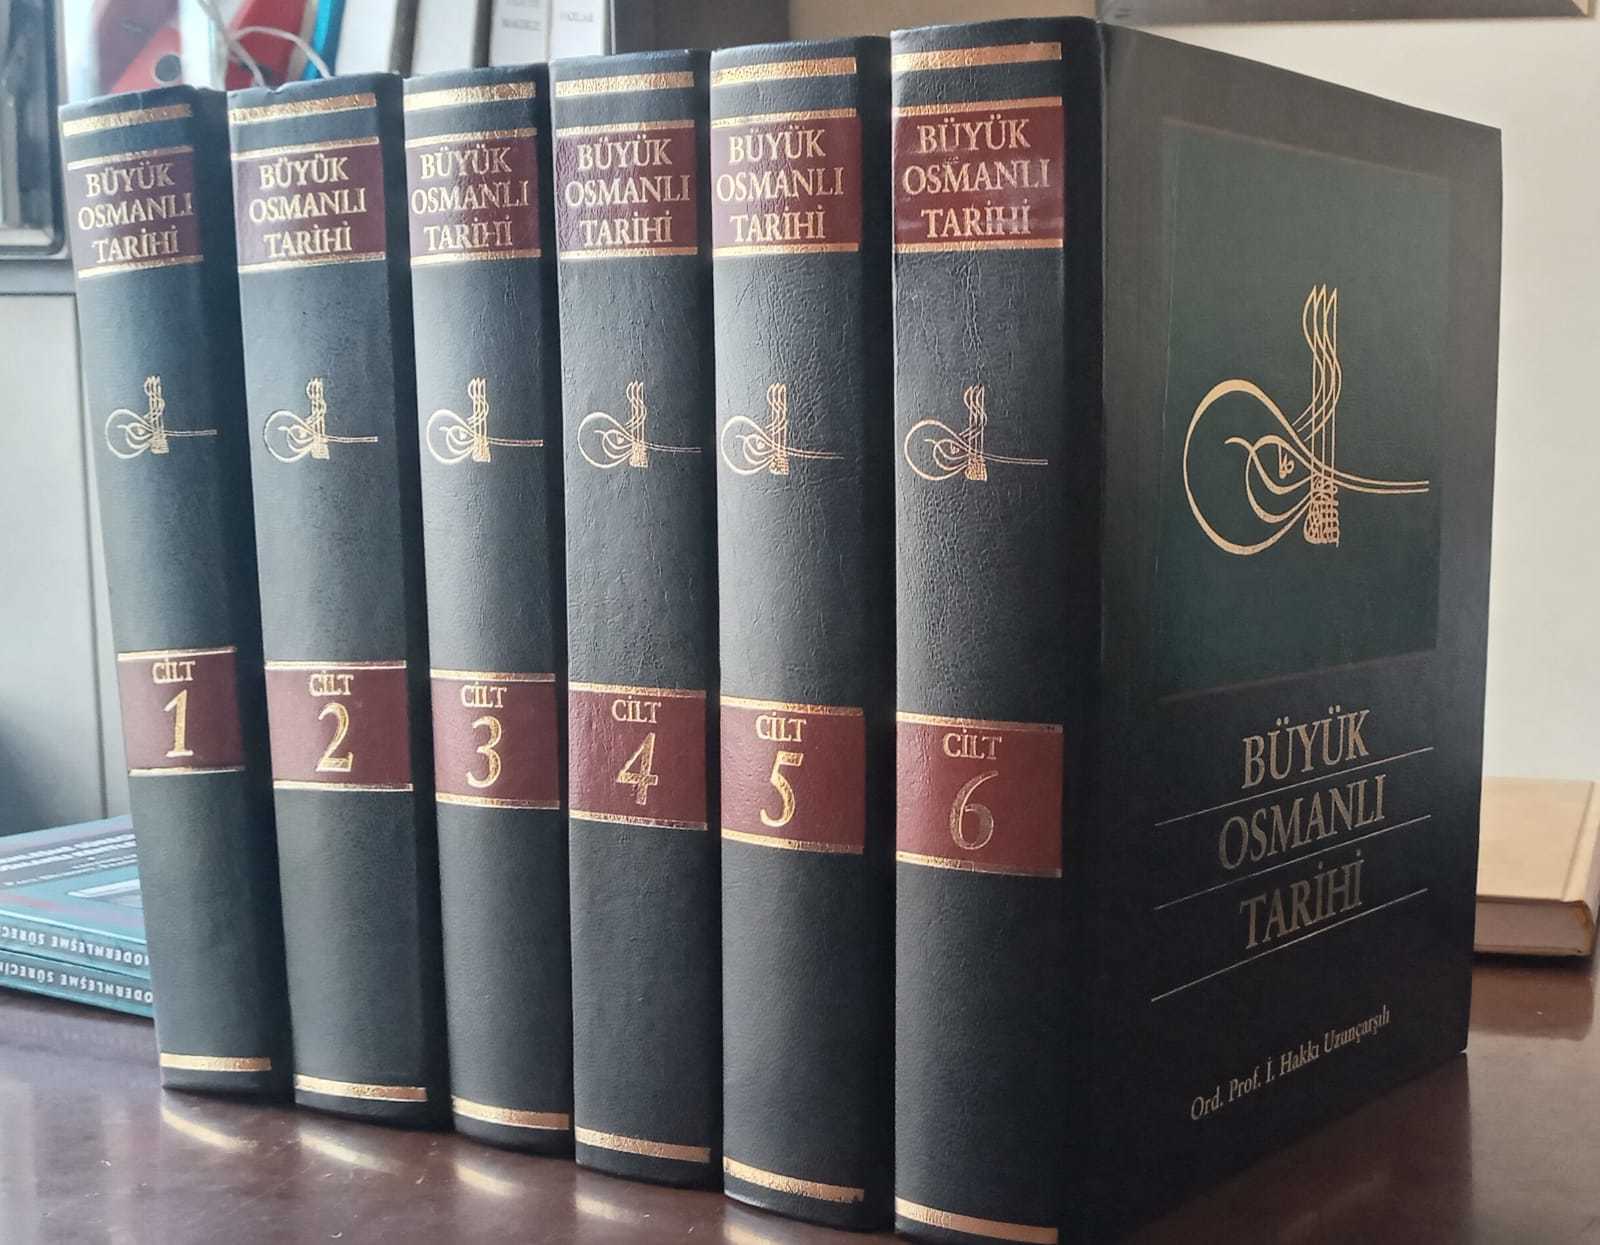 BÜYÜK
OSMANLI
TARİHİ
CİLT
1
BÜYÜK
OSMANLI
TARİHİ
CİLT
2
BÜYÜK
OSMANLI
TARİHİ
CİLT
3
BÜYÜK
OSMANLI
TARİHİ
CİLT
4
BÜYÜK
OSMANLI
TARİHİ
CİLT
5
BÜYÜK
OSMANLI
TARİHİ
CİLT
6
BÜYÜK
OSMANLI
TARİHİ
Ord. Prof. İ. Hakkı Uzunçarşılı